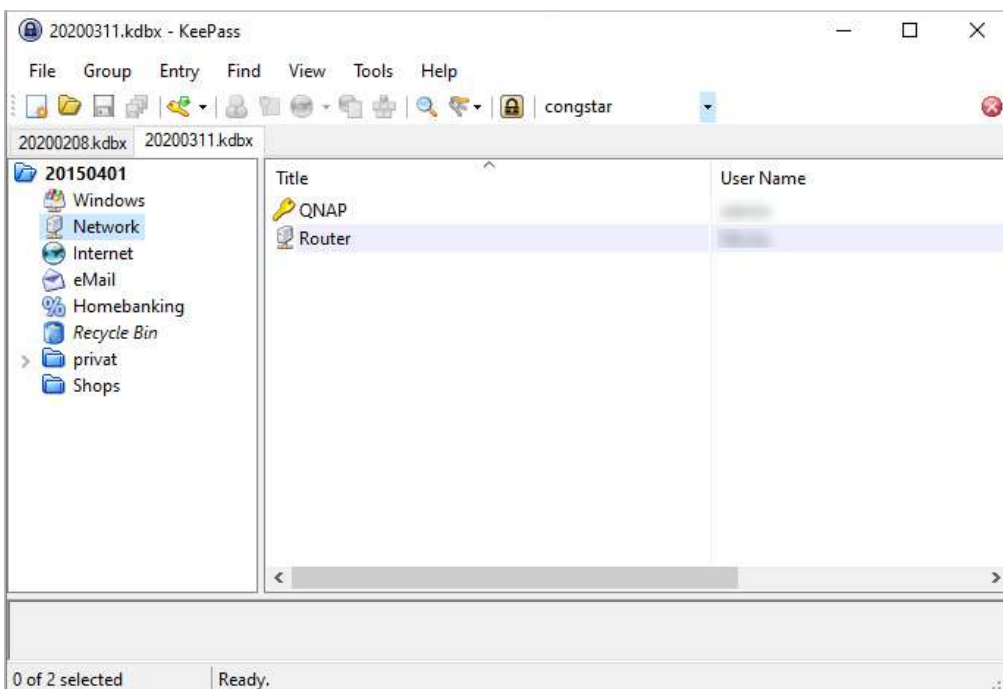 20200311.kdbx - KeePass
File Group Entry Find View Tools Help
congstar
20200208.kdbx 20200311.kdbx
20150401
Windows
Network
Internet
eMail
Homebanking
Recycle Bin
privat
Shops
Title User Name
QNAP
Router
0 of 2 selected Ready.